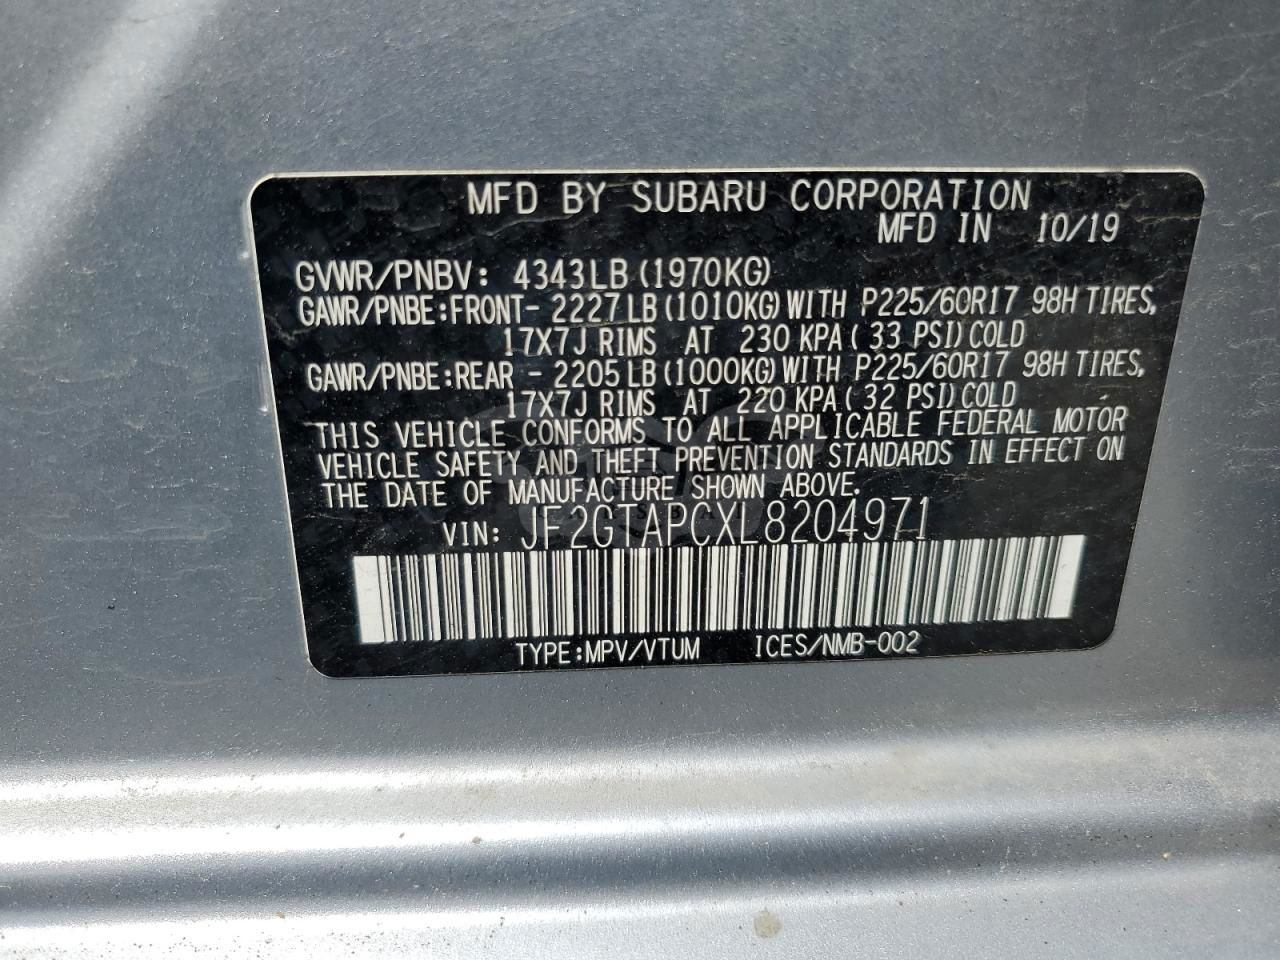 MFD BY SUBARU CORPORATION
MFD IN 10/19
GVWR/PNBV: 4343LB (1970KG)
GAWR/PNBE:FRONT- 2227LB (1010KG) WITH P225/60R17 98H TIRES,
17X7J RIMS AT 230 KPA ( 33 PSI) COLD
GAWR/PNBE:REAR - 2205LB (1000KG) WITH P225/60R17 98H TIRES,
17X7J RIMS AT 220 KPA ( 32 PSI) COLD
THIS VEHICLE CONFORMS TO ALL APPLICABLE FEDERAL MOTOR
VEHICLE SAFETY AND THEFT PREVENTION STANDARDS IN EFFECT ON
THE DATE OF MANUFACTURE SHOWN ABOVE.
VIN: JF2GTAPCXL8204971
TYPE:MPV/VTUM ICES/NMB-002